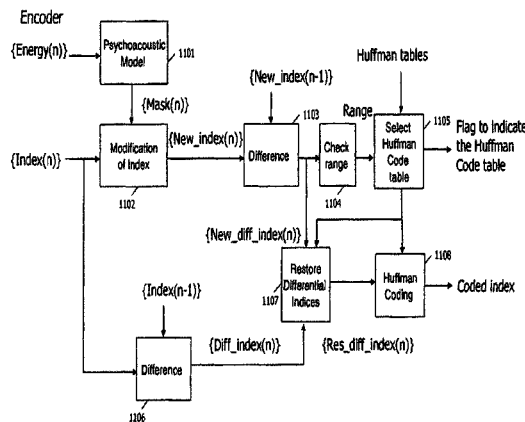 Encoder
{Energy(n)}
Psychoacoustic
Model
1101
{Mask(n)}
{New_index(n-1)}
Huffman tables
1103
Range
1105
{Index(n)}
Modification
of Index
1102
{New_index(n)}
Difference
Check
range
1104
Select
Huffman
Code
table
Flag to indicate
the Huffman
Code table
{New_diff_index(n)}
1108
{Index(n-1)}
1107
Restore
Differential
Indices
Huffman
Coding
Coded index
{Diff_index(n)}
{Res_diff_index(n)}
Difference
1106